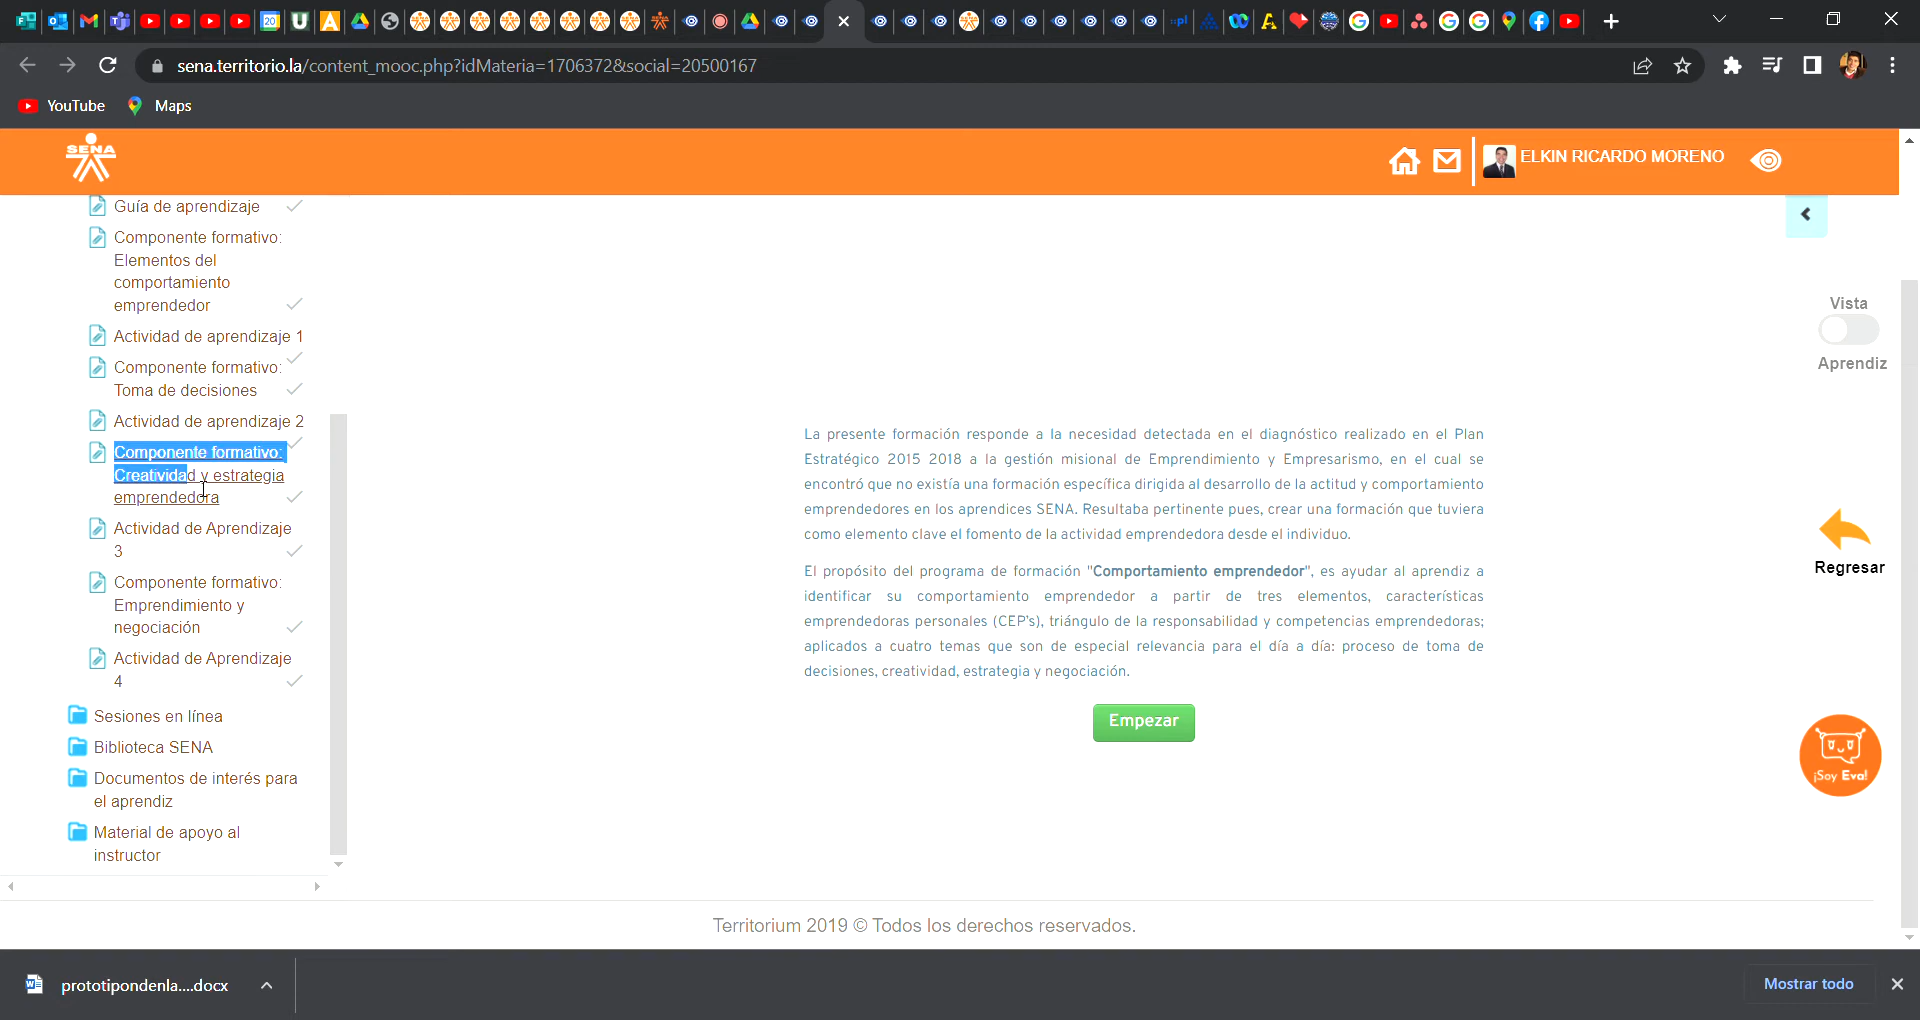 20
sena.territorio.la/content_mooc.php?idMateria=1706372&social=20500167
YouTube
Maps
SENA
ELKIN RICARDO MORENO
Guía de aprendizaje
Componente formativo:
Elementos del
comportamiento
emprendedor
Actividad de aprendizaje 1
Componente formativo:
Toma de decisiones
Actividad de aprendizaje 2
Componente formativo:
Creatividad y estrategia
emprendedora
Actividad de Aprendizaje
3
Componente formativo:
Emprendimiento y
negociación
Actividad de Aprendizaje
4
Sesiones en línea
Biblioteca SENA
Documentos de interés para
el aprendiz
Material de apoyo al
instructor
La presente formación responde a la necesidad detectada en el diagnóstico realizado en el Plan
Estratégico 2015 2018 a la gestión misional de Emprendimiento y Empresarismo, en el cual se
encontró que no existía una formación específica dirigida al desarrollo de la actitud y comportamiento
emprendedores en los aprendices SENA. Resultaba pertinente pues, crear una formación que tuviera
como elemento clave el fomento de la actividad emprendedora desde el individuo.
El propósito del programa de formación "Comportamiento emprendedor", es ayudar al aprendiz a
identificar su comportamiento emprendedor a partir de tres elementos, características
emprendedoras personales (CEP's), triángulo de la responsabilidad y competencias emprendedoras;
aplicados a cuatro temas que son de especial relevancia para el día a día: proceso de toma de
decisiones, creatividad, estrategia y negociación.
Empezar
Vista
Aprendiz
Regresar
¡Soy Eva!
Territorium 2019 © Todos los derechos reservados.
prototipondenla....docx
Mostrar todo